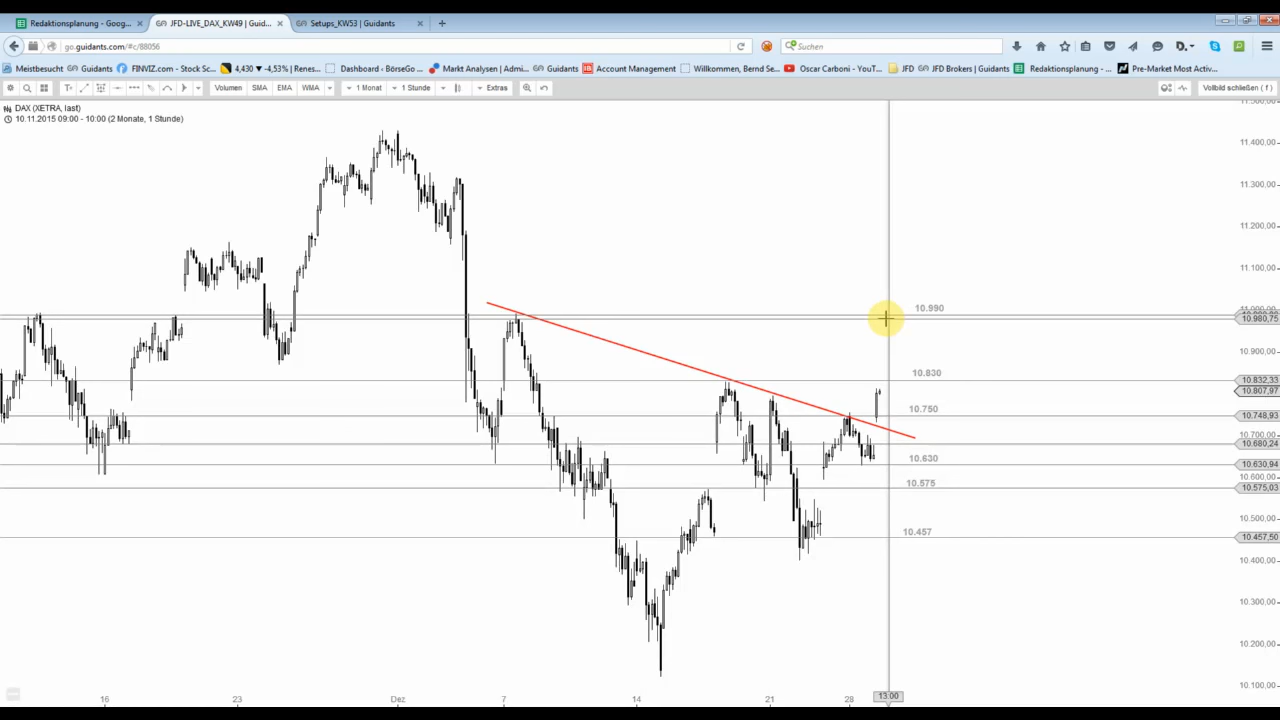 Redaktionsplanung - Goog...
JFD-LIVE_DAX_KW49 | Guid...
Setups_KW53 | Guidants
go.guidants.com/#c/88056
Suchen
Meistbesucht
Guidants
FINVIZ.com - Stock Sc...
4,430 ▼ -4,53% | Renes...
Dashboard - BörseGo ...
Markt Analysen | Admi...
Guidants
Account Management
Willkommen, Bernd Se...
Oscar Carboni - YouT...
JFD
JFD Brokers | Guidants
Redaktionsplanung - ...
Pre-Market Most Activ...
Volumen
SMA
EMA
WMA
1 Monat
1 Stunde
Extras
Vollbild schließen ( f )
DAX (XETRA, last)
10.11.2015 09:00 - 10:00 (2 Monate, 1 Stunde)
11.400,00
11.300,00
11.200,00
11.100,00
10.990
10.980,75
10.900,00
10.830
10.832,33
10.807,97
10.750
10.748,93
10.700,00
10.680,24
10.630
10.630,94
10.600,00
10.575
10.575,03
10.500,00
10.457
10.457,50
10.400,00
10.300,00
10.200,00
10.100,00
16
23
Dez
7
14
21
28
13:00